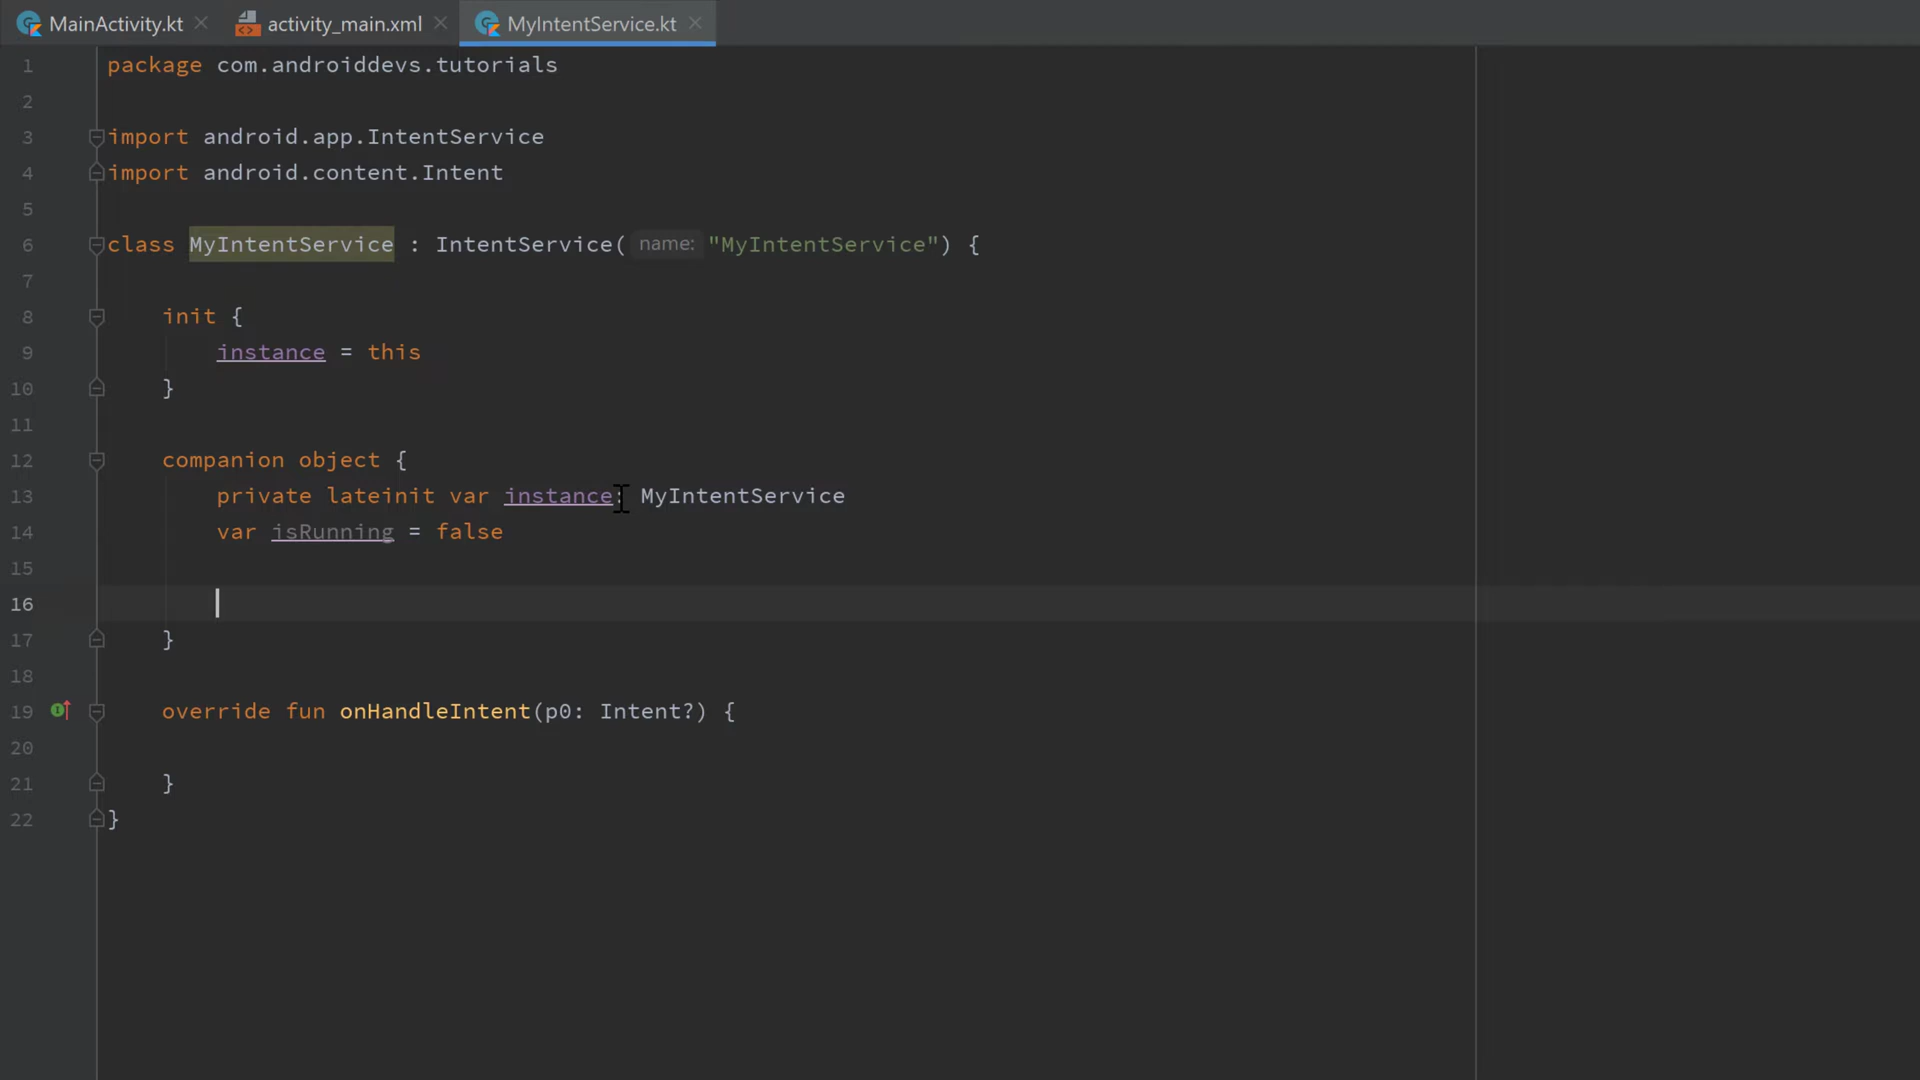 MainActivity.kt activity_main.xml MyIntentService.kt
1 package com.androiddevs.tutorials
2
3 import android.app.IntentService
4 import android.content.Intent
5
6 class MyIntentService : IntentService( name: "MyIntentService") {
7
8 init {
9 instance = this
10 }
11
12 companion object {
13 private lateinit var instance: MyIntentService
14 var isRunning = false
15
16
17 }
18
19 override fun onHandleIntent(p0: Intent?) {
20
21 }
22 }